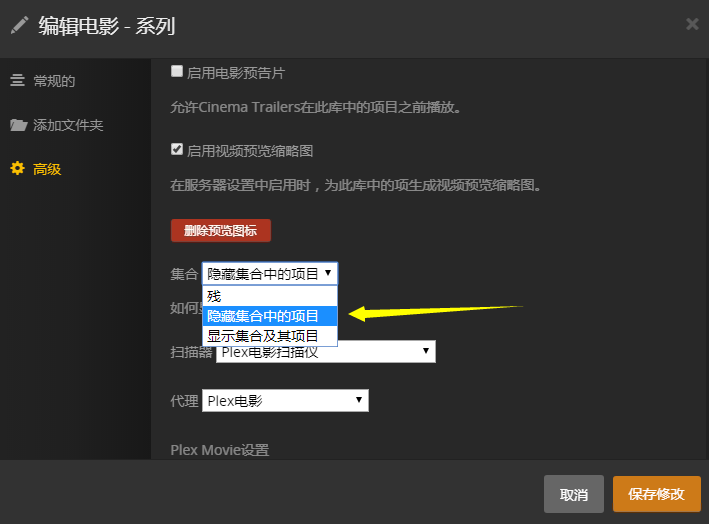 编辑电影 - 系列
常规的
添加文件夹
高级
启用电影预告片
允许Cinema Trailers在此库中的项目之前播放。
启用视频预览缩略图
在服务器设置中启用时，为此库中的项生成视频预览缩略图。
删除预览图标
集合 隐藏集合中的项目
残
隐藏集合中的项目
显示集合及其项目
如何
扫描器 Plex电影扫描仪
代理 Plex电影
Plex Movie设置
取消
保存修改